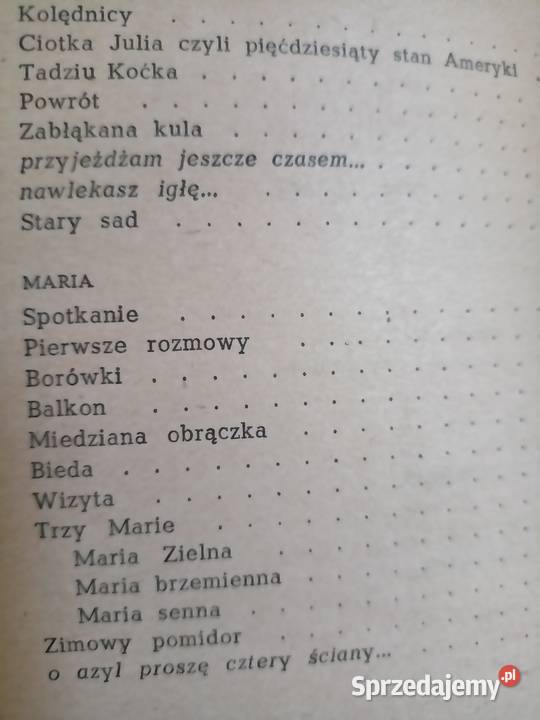 Kolędnicy . . . . . . . . . . .
Ciotka Julia czyli pięćdziesiąty stan Ameryki .
Tadziu Koćka . . . . . . . . . .
Powrót . . . . . . . . . . . .
Zabłąkana kula . . . . . . . . .
przyjeżdżam jeszcze czasem... . . . . .
nawlekasz igłę... . . . . . . . . .
Stary sad . . . . . . . . . . .
MARIA
Spotkanie . . . . . . . . . . .
Pierwsze rozmowy . . . . . . . .
Borówki . . . . . . . . . . . .
Balkon . . . . . . . . . . . .
Miedziana obrączka . . . . . . .
Bieda . . . . . . . . . . . . .
Wizyta . . . . . . . . . . . .
Trzy Marie . . . . . . . . . .
Maria Zielna . . . . . . . . .
Maria brzemienna . . . . . . .
Maria senna . . . . . . . . .
Zimowy pomidor . . . . . . . .
o azyl proszę cztery ściany... . . . .
Sprzedajemy.pl